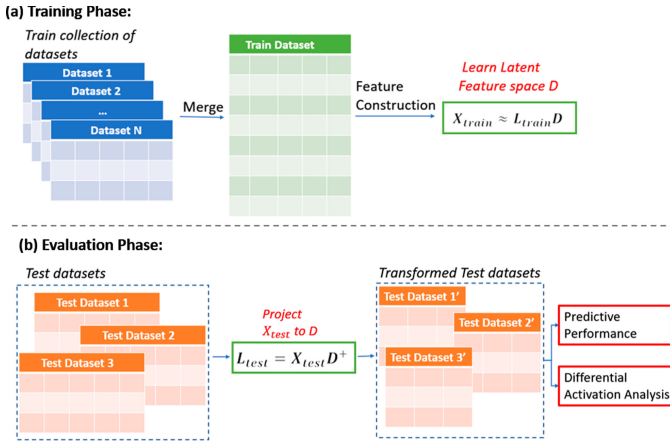 (a) Training Phase:
Train collection of
datasets
Dataset 1
Dataset 2
...
Dataset N
Merge
Train Dataset
Feature
Construction
Learn Latent
Feature space D
X_train ≈ L_train D
(b) Evaluation Phase:
Test datasets
Test Dataset 1
Test Dataset 2
Test Dataset 3
Project
X_test to D
L_test = X_test D⁺
Transformed Test datasets
Test Dataset 1'
Test Dataset 2'
Test Dataset 3'
Predictive
Performance
Differential
Activation Analysis